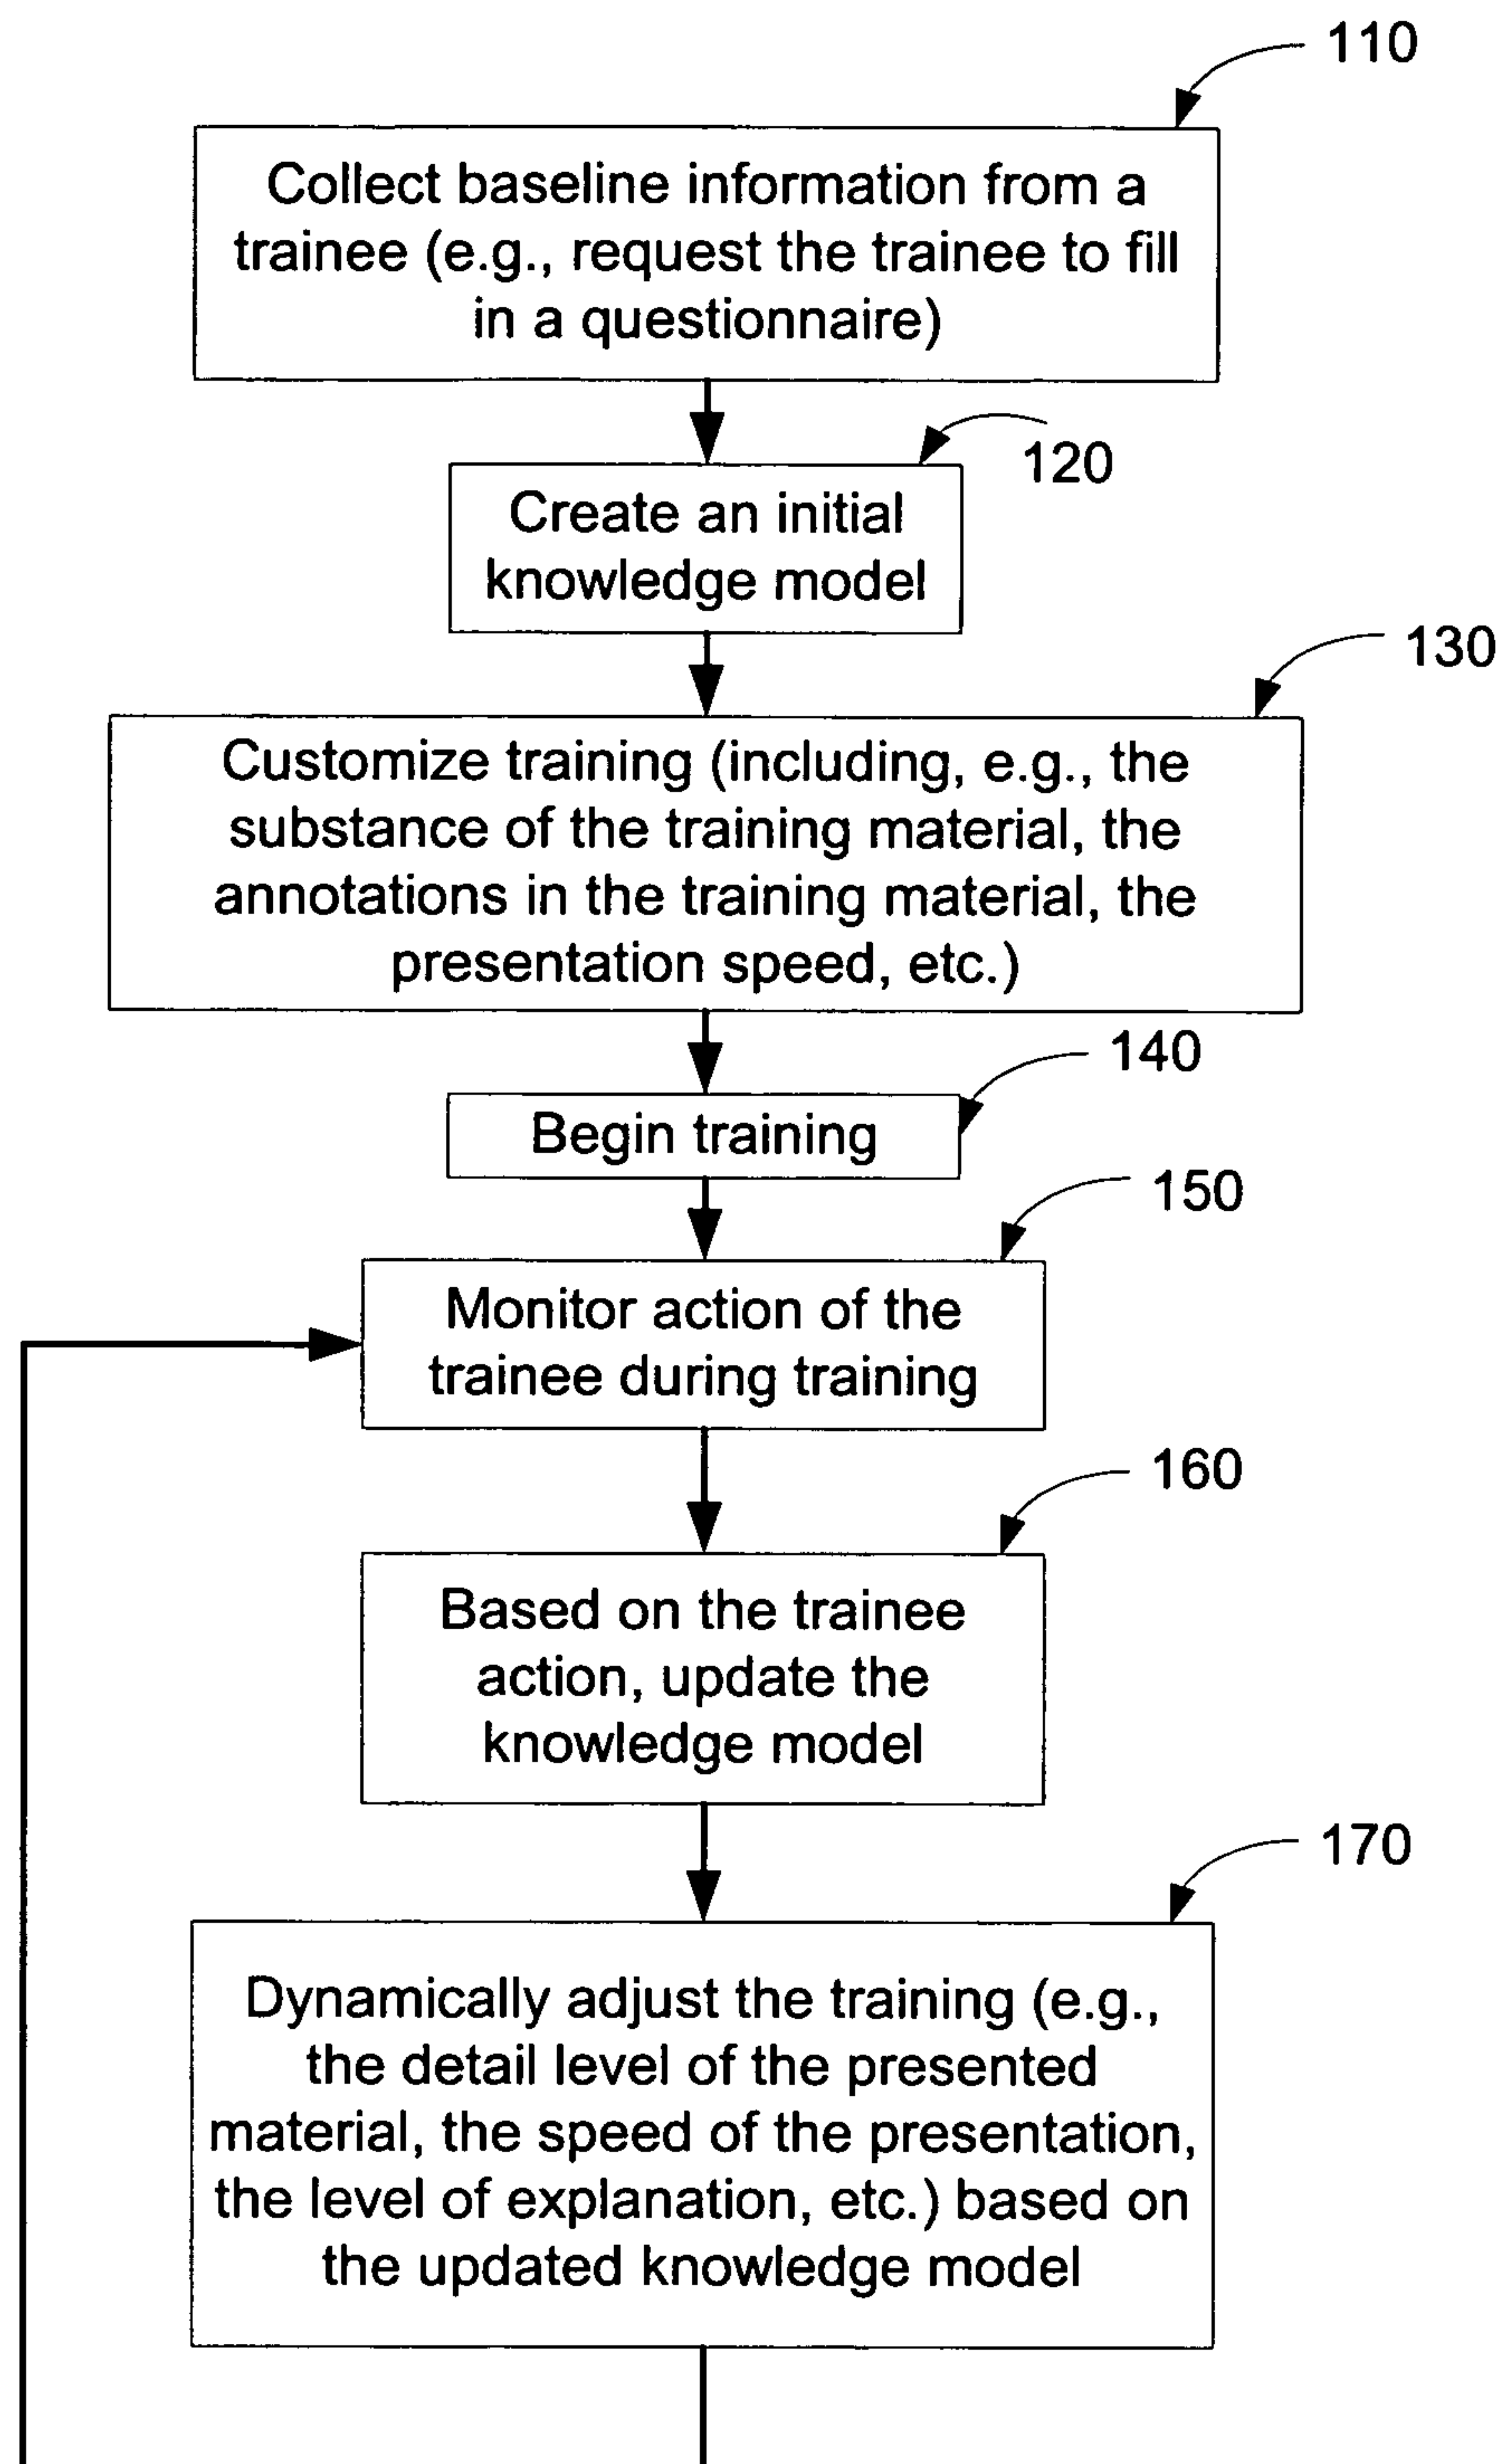 110
Collect baseline information from a
trainee (e.g., request the trainee to fill
in a questionnaire)
120
Create an initial
knowledge model
130
Customize training (including, e.g., the
substance of the training material, the
annotations in the training material, the
presentation speed, etc.)
140
Begin training
150
Monitor action of the
trainee during training
160
Based on the trainee
action, update the
knowledge model
170
Dynamically adjust the training (e.g.,
the detail level of the presented
material, the speed of the presentation,
the level of explanation, etc.) based on
the updated knowledge model